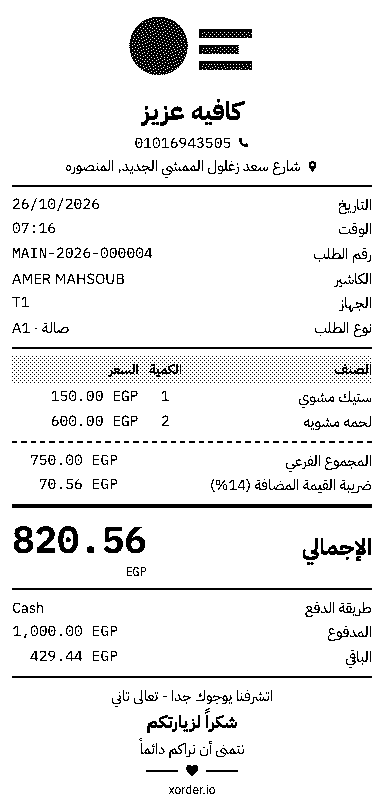 كافيه عزيز
01016943505
شارع سعد زغلول الممشي الجديد, المنصوره
التاريخ 26/10/2026
الوقت 07:16
رقم الطلب MAIN-2026-000004
الكاشير AMER MAHSOUB
الجهاز T1
نوع الطلب صالة · A1
الصنف الكمية السعر
ستيك مشوي 1 150.00 EGP
لحمه مشويه 2 600.00 EGP
المجموع الفرعي 750.00 EGP
ضريبة القيمة المضافة (14%) 70.56 EGP
الإجمالي 820.56
EGP
طريقة الدفع Cash
المدفوع 1,000.00 EGP
الباقي 429.44 EGP
اتشرفنا يوجوك جدا - تعالى تاني
شكراً لزيارتكم
نتمنى أن نراكم دائماً
xorder.io